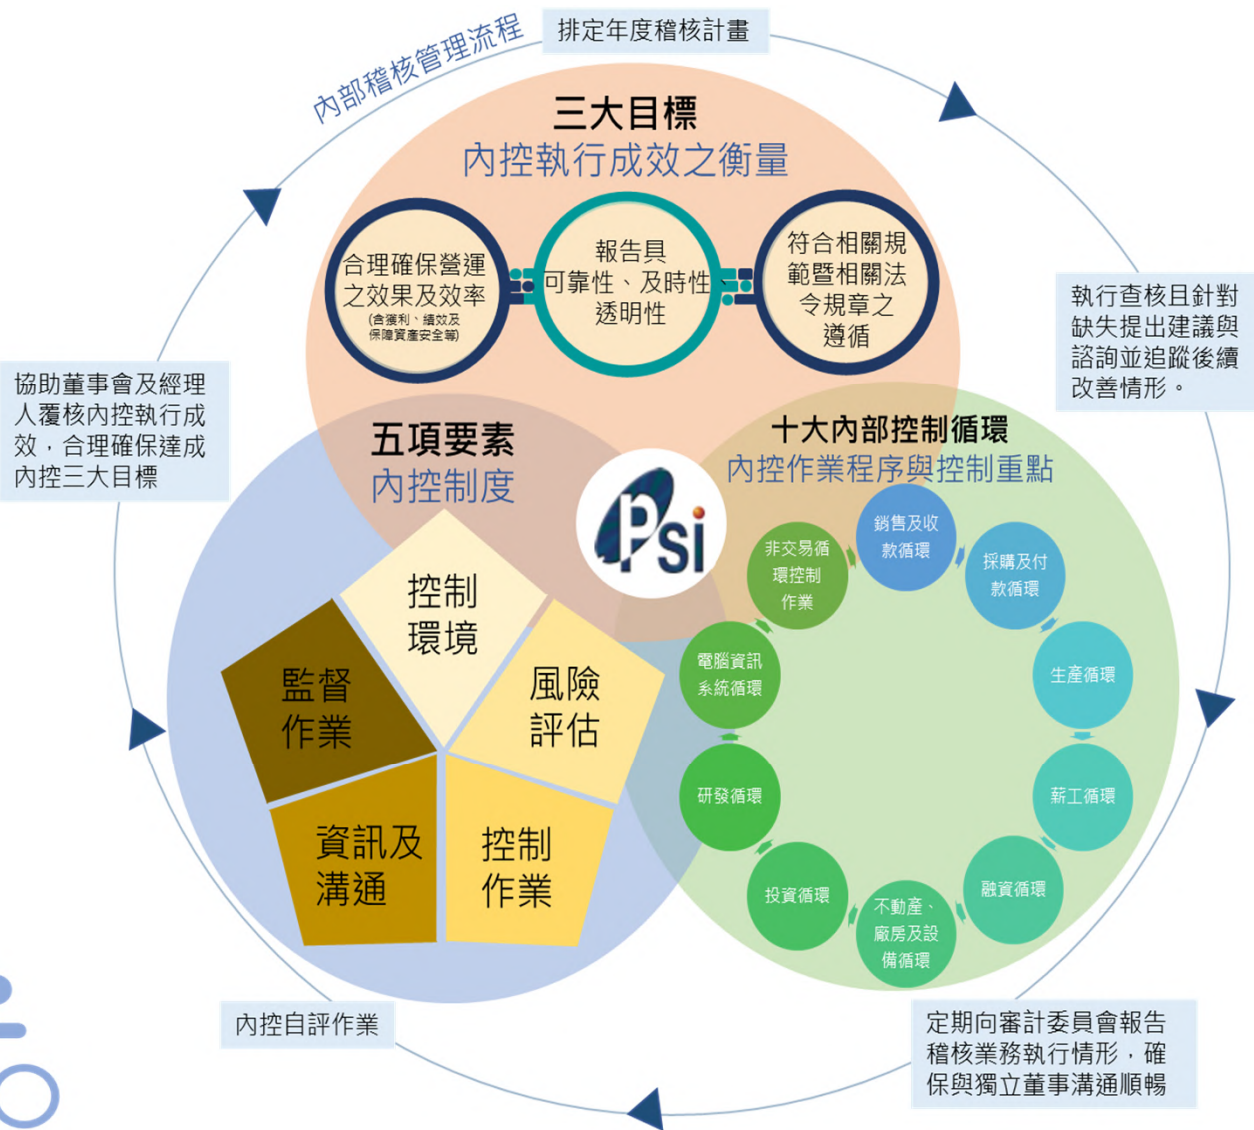 排定年度稽核計畫
內部稽核管理流程
三大目標
內控執行成效之衡量
合理確保營運
之效果及效率
(含獲利、績效及
保障資產安全等)
報告具
可靠性、及時性、
透明性
符合相關規
範暨相關法
令規章之
遵循
執行查核且針對
缺失提出建議與
諮詢並追蹤後續
改善情形。
協助董事會及經理
人覆核內控執行成
效，合理確保達成
內控三大目標
五項要素
內控制度
控制
環境
風險
評估
控制
作業
資訊及
溝通
監督
作業
Psi
十大內部控制循環
內控作業程序與控制重點
銷售及收
款循環
採購及付
款循環
生產循環
薪工循環
融資循環
不動產、
廠房及設
備循環
投資循環
研發循環
電腦資訊
系統循環
非交易循
環控制
作業
內控自評作業
定期向審計委員會報告
稽核業務執行情形，確
保與獨立董事溝通順暢